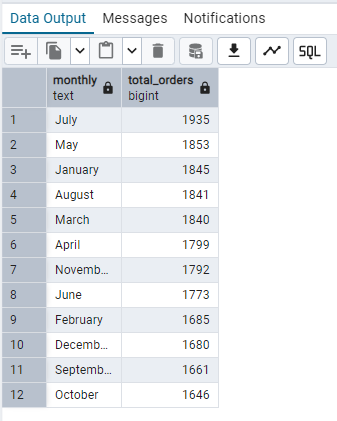 Data Output Messages Notifications
SQL
monthly total_orders
text bigint
1 July 1935
2 May 1853
3 January 1845
4 August 1841
5 March 1840
6 April 1799
7 Novemb... 1792
8 June 1773
9 February 1685
10 Decemb... 1680
11 Septemb... 1661
12 October 1646